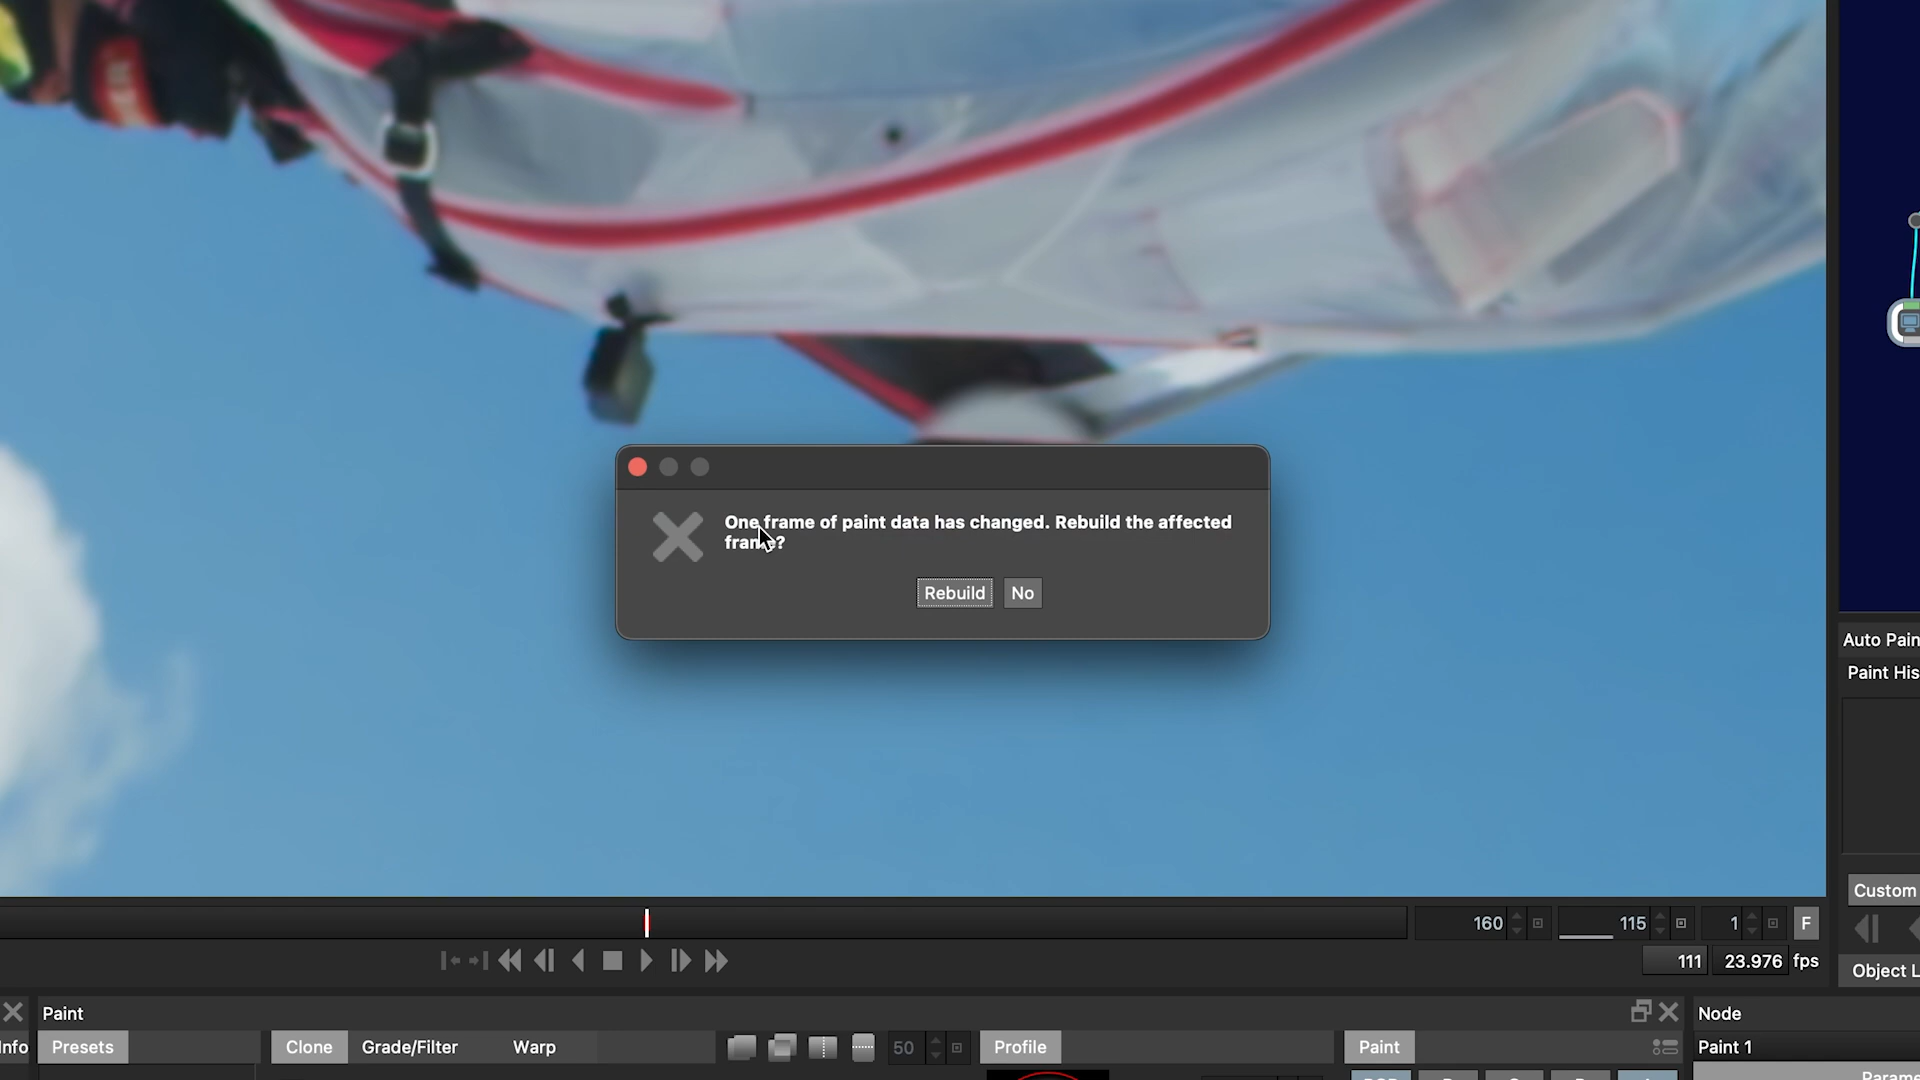 One frame of paint data has changed. Rebuild the affected
frame?
Rebuild No
Auto Pain
Paint His
Custom
160 115 1 F
111 23.976 fps
Object L
Paint Node
Info Presets Clone Grade/Filter Warp 50 Profile Paint Paint 1